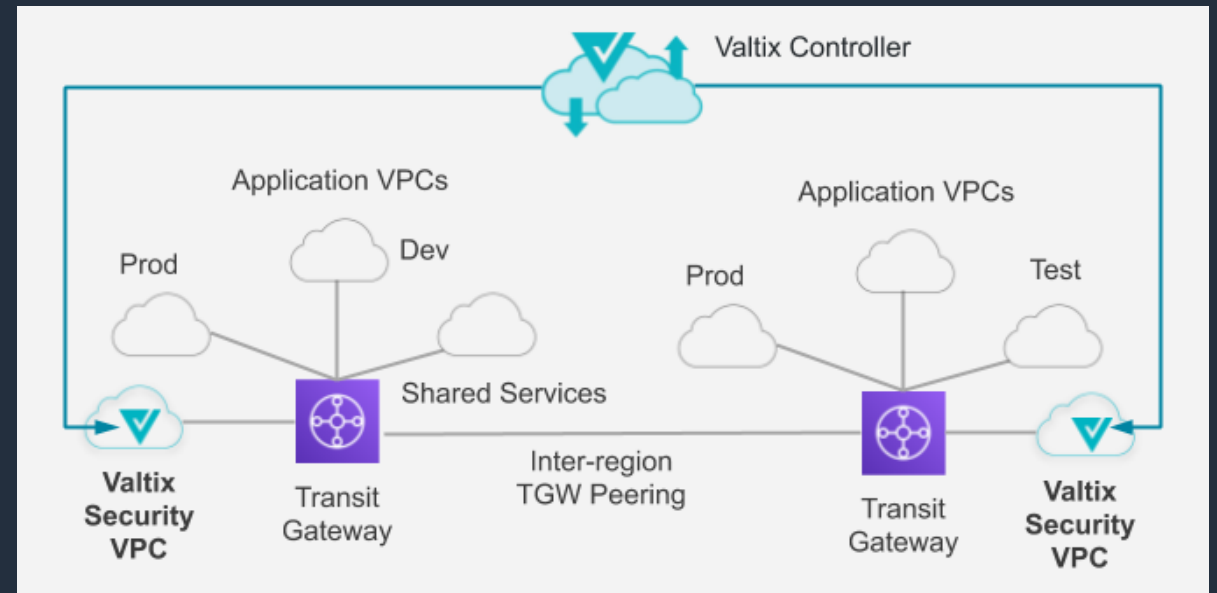 Valtix Controller
Application VPCs
Application VPCs
Dev
Prod
Prod
Test
Shared Services
Inter-region
TGW Peering
Valtix
Security
VPC
Transit
Gateway
Transit
Gateway
Valtix
Security
VPC